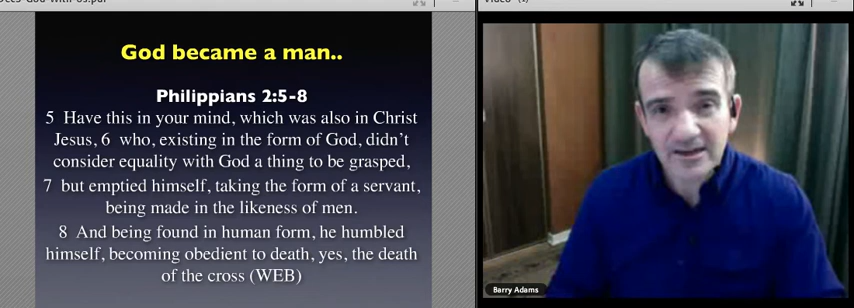 God became a man..
Philippians 2:5-8
5 Have this in your mind, which was also in Christ
Jesus, 6 who, existing in the form of God, didn't
consider equality with God a thing to be grasped,
7 but emptied himself, taking the form of a servant,
being made in the likeness of men.
8 And being found in human form, he humbled
himself, becoming obedient to death, yes, the death
of the cross (WEB)
Barry Adams